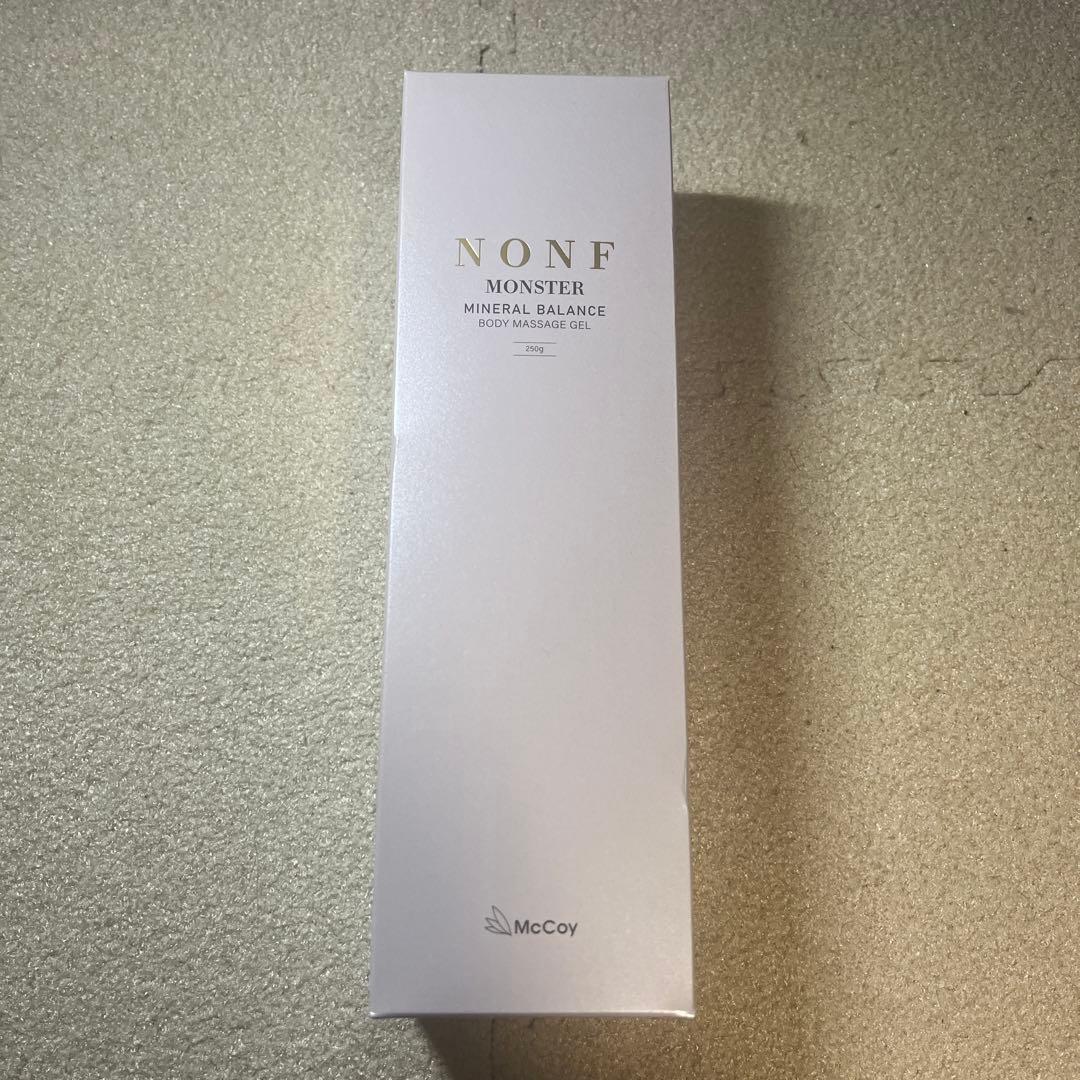 NONF
MONSTER
MINERAL BALANCE
BODY MASSAGE GEL
250g
McCoy